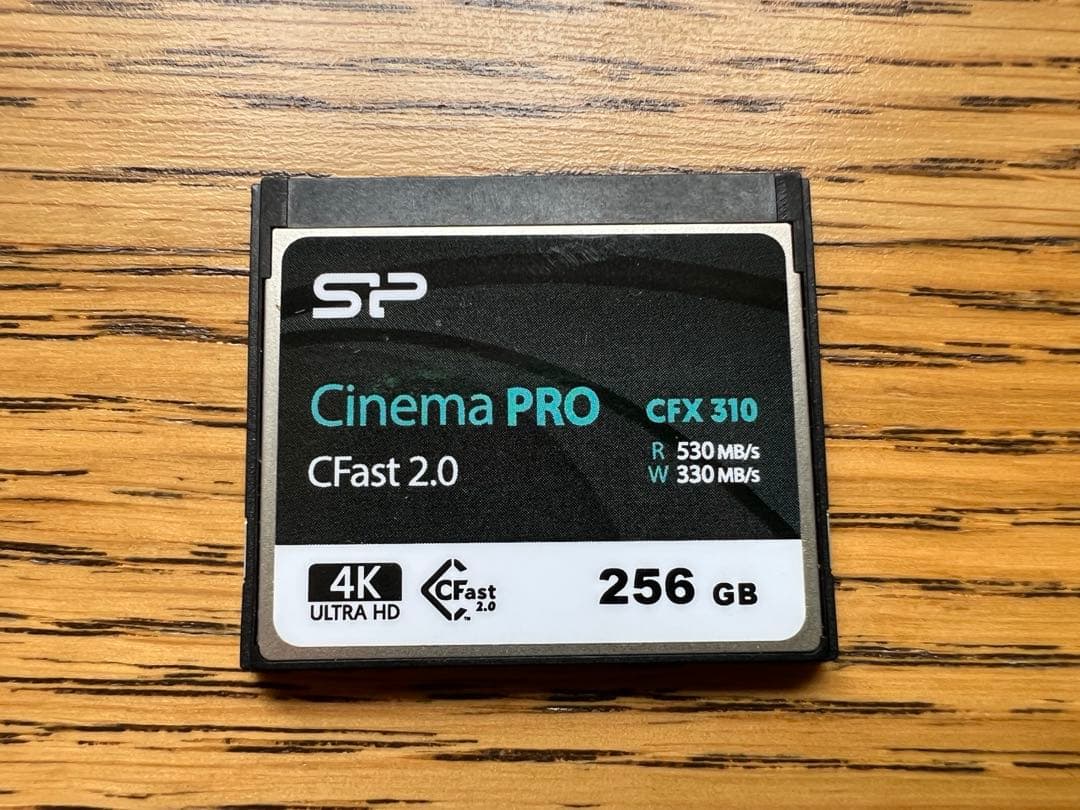 SP
Cinema PRO
CFX 310
CFast 2.0
R 530 MB/s
W 330 MB/s
4K
ULTRA HD
CFast
2.0
™
256 GB